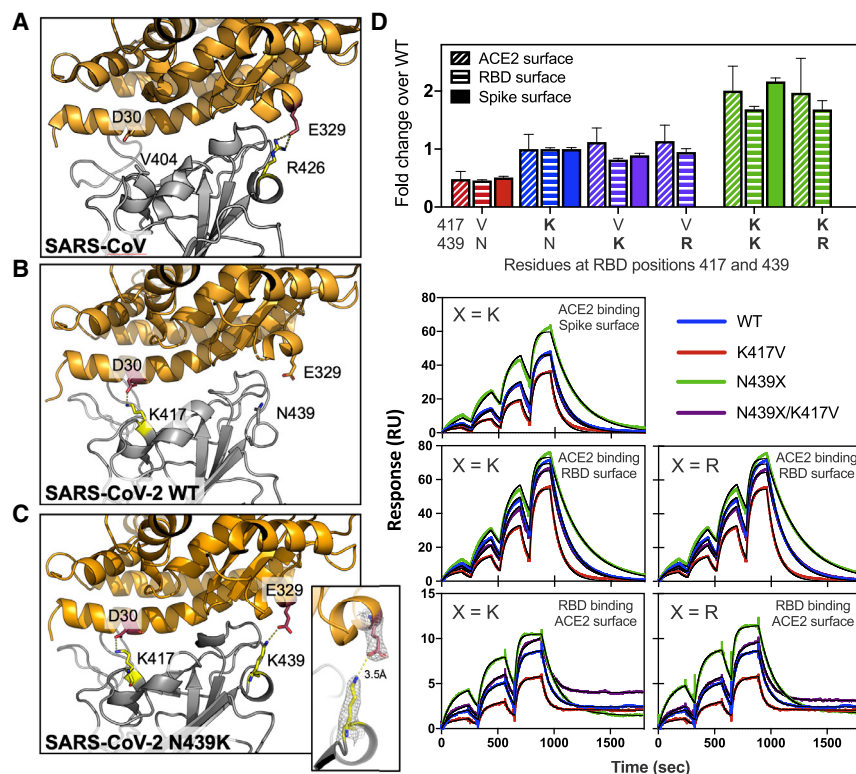 A
D30
E329
V404
R426
SARS-CoV
B
D30
E329
K417
N439
SARS-CoV-2 WT
C
E329
D30
K417
K439
3.5Å
SARS-CoV-2 N439K
D
Fold change over WT
2
1
0
ACE2 surface
RBD surface
Spike surface
417 V K V V K K
439 N N K R K R
Residues at RBD positions 417 and 439
Response (RU)
80
60
40
20
0
X = K
ACE2 binding
Spike surface
WT
K417V
N439X
N439X/K417V
80
60
40
20
0
X = K
ACE2 binding
RBD surface
X = R
ACE2 binding
RBD surface
15
10
5
0
X = K
RBD binding
ACE2 surface
X = R
RBD binding
ACE2 surface
0 500 1000 1500
0 500 1000 1500
Time (sec)